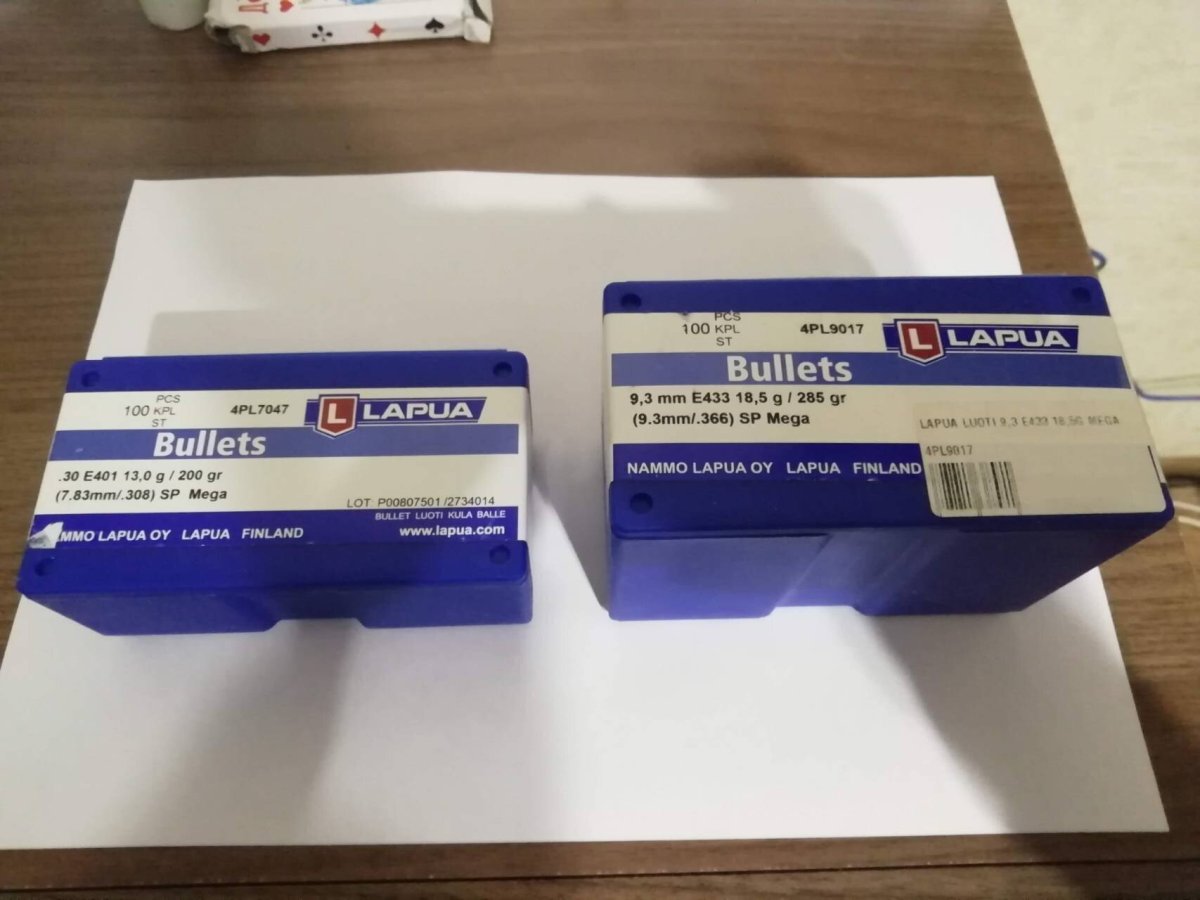 PCS
100 KPL
ST
4PL7047
L LAPUA
Bullets
.30 E401 13,0 g / 200 gr
(7.83mm/.308) SP Mega
LOT: P00807501 /2734014
BULLET LUOTI KULA BALLE
MMO LAPUA OY LAPUA FINLAND
www.lapua.com
PCS
100 KPL
ST
4PL9017
L LAPUA
Bullets
9,3 mm E433 18,5 g / 285 gr
(9.3mm/.366) SP Mega
LAPUA LUOTI 9,3 E433 18,5G MEGA
4PL9017
NAMMO LAPUA OY LAPUA FINLAND